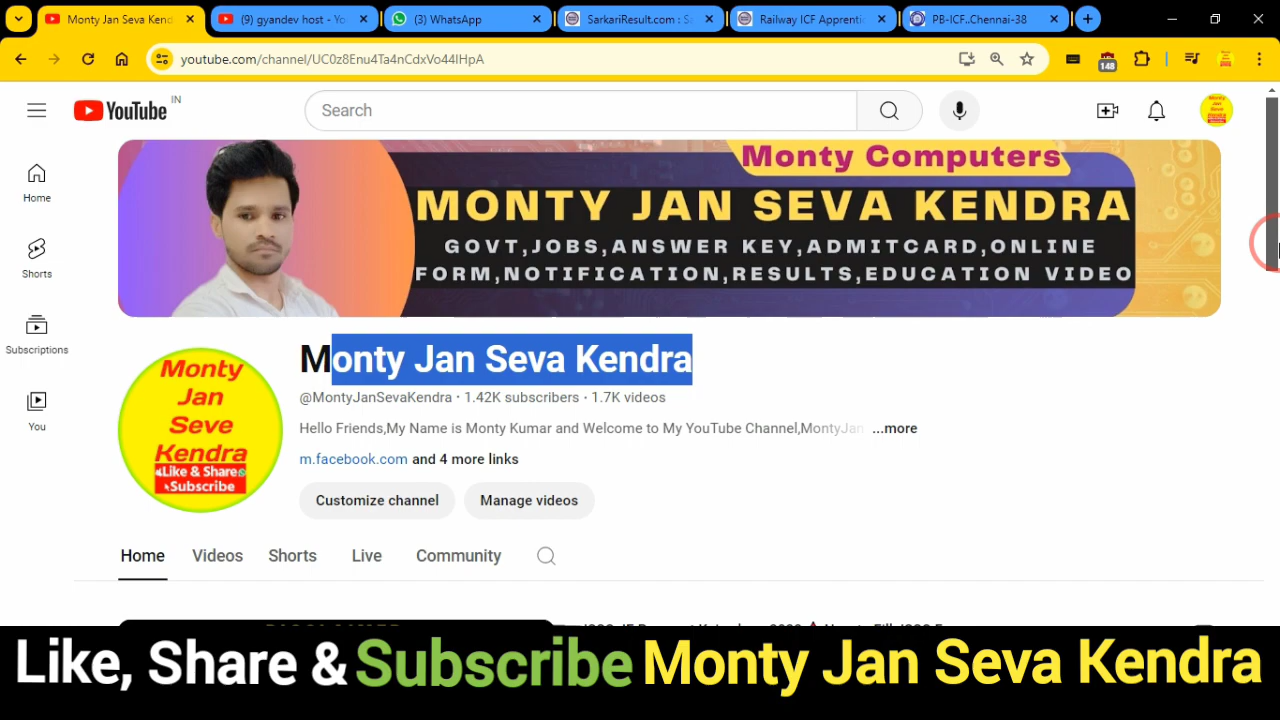 Monty Jan Seva Kend
(9) gyandev host - Yo
(3) WhatsApp
SarkariResult.com : Sa
Railway ICF Apprenti
PB-ICF..Chennai-38
youtube.com/channel/UC0z8Enu4Ta4nCdxVo44IHpA
148
YouTube IN
Search
Home
Shorts
Subscriptions
You
Monty Computers
MONTY JAN SEVA KENDRA
GOVT,JOBS,ANSWER KEY,ADMITCARD,ONLINE
FORM,NOTIFICATION,RESULTS,EDUCATION VIDEO
Monty
Jan
Seve
Kendra
Like & Share
Subscribe
Monty Jan Seva Kendra
@MontyJanSevaKendra · 1.42K subscribers · 1.7K videos
Hello Friends,My Name is Monty Kumar and Welcome to My YouTube Channel,MontyJan ...more
m.facebook.com and 4 more links
Customize channel
Manage videos
Home Videos Shorts Live Community
Like, Share & Subscribe Monty Jan Seva Kendra